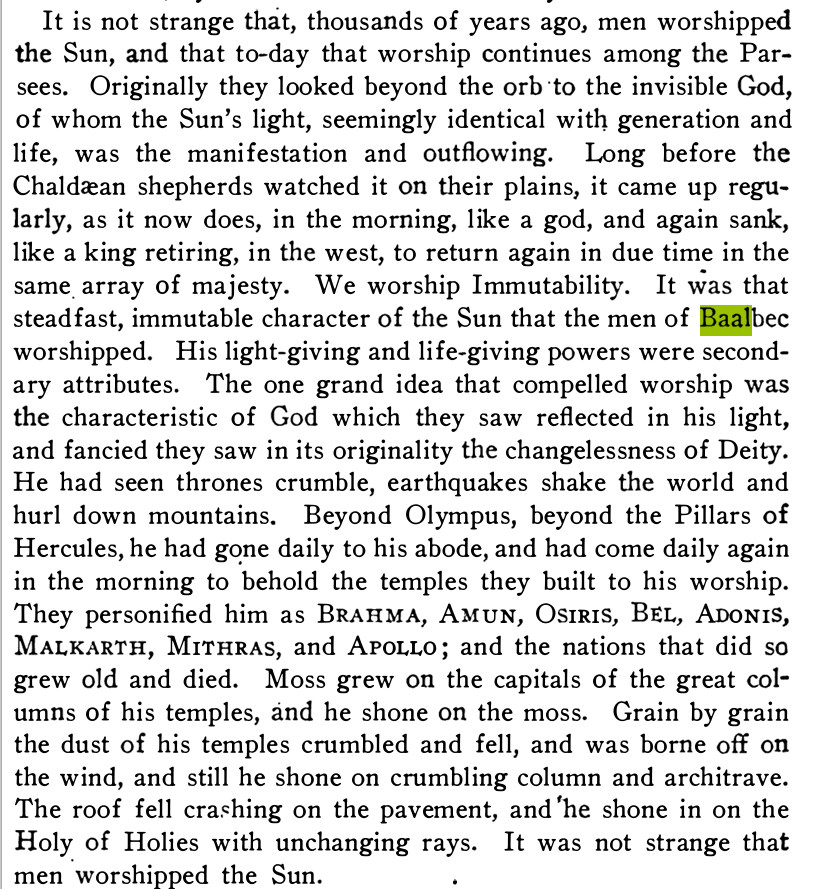 It is not strange that, thousands of years ago, men worshipped
the Sun, and that to-day that worship continues among the Par-
sees. Originally they looked beyond the orb to the invisible God,
of whom the Sun's light, seemingly identical with generation and
life, was the manifestation and outflowing. Long before the
Chaldæan shepherds watched it on their plains, it came up regu-
larly, as it now does, in the morning, like a god, and again sank,
like a king retiring, in the west, to return again in due time in the
same array of majesty. We worship Immutability. It was that
steadfast, immutable character of the Sun that the men of Baalbec
worshipped. His light-giving and life-giving powers were second-
ary attributes. The one grand idea that compelled worship was
the characteristic of God which they saw reflected in his light,
and fancied they saw in its originality the changelessness of Deity.
He had seen thrones crumble, earthquakes shake the world and
hurl down mountains. Beyond Olympus, beyond the Pillars of
Hercules, he had gone daily to his abode, and had come daily again
in the morning to behold the temples they built to his worship.
They personified him as BRAHMA, AMUN, OSIRIS, BEL, ADONIS,
MALKARTH, MITHRAS, and APOLLO; and the nations that did so
grew old and died. Moss grew on the capitals of the great col-
umns of his temples, and he shone on the moss. Grain by grain
the dust of his temples crumbled and fell, and was borne off on
the wind, and still he shone on crumbling column and architrave.
The roof fell crashing on the pavement, and he shone in on the
Holy of Holies with unchanging rays. It was not strange that
men worshipped the Sun.